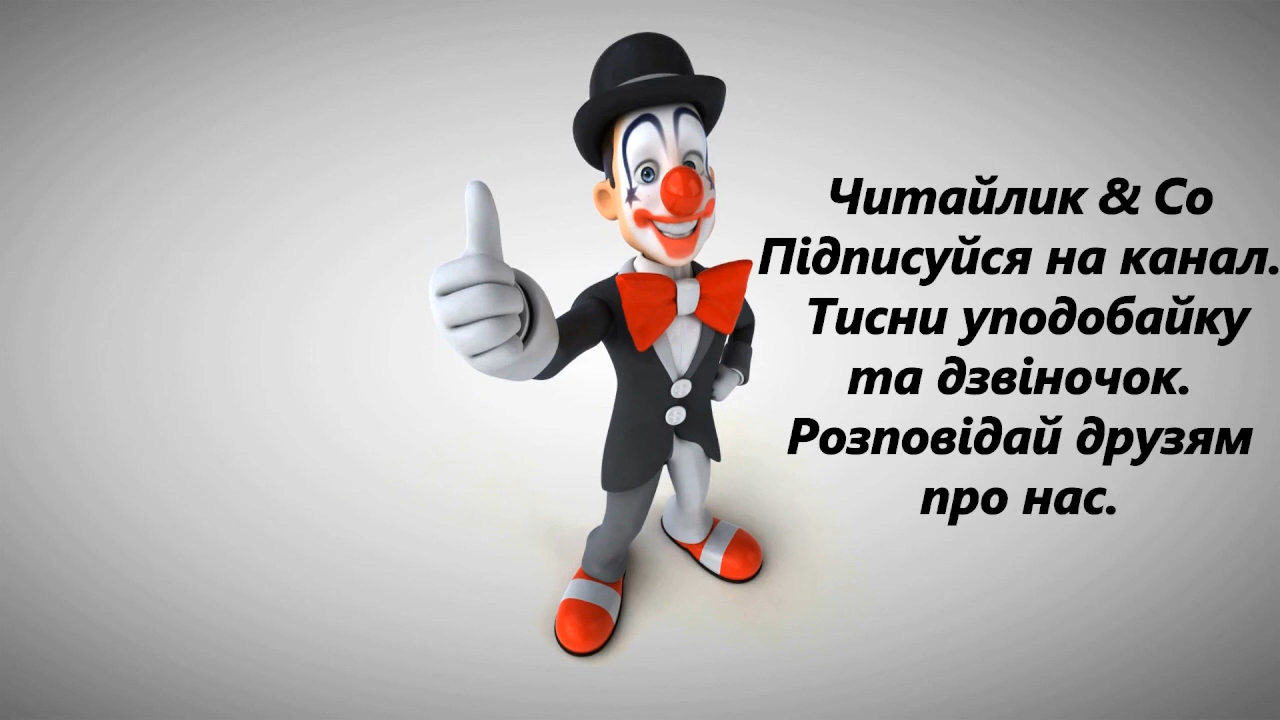 Читайлик & Co
Підписуйся на канал.
Тисни уподобайку
та дзвіночок.
Розповідай друзям
про нас.